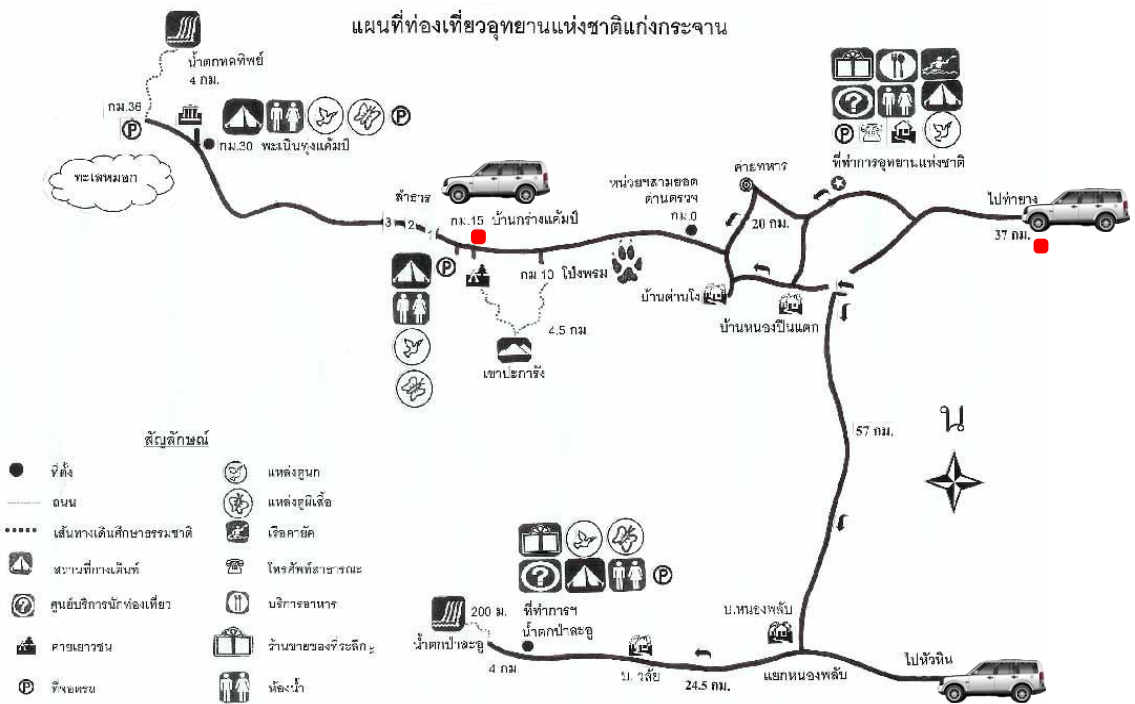 แผนที่ท่องเที่ยวอุทยานแห่งชาติแก่งกระจาน
น้ำตกทอทิพย์
4 กม.
กม.36
P
กม.30 พะเนินทุ่งแค้มป์
P
ทะเลหมอก
ลำธาร
3 2 1
กม.15 บ้านกร่างแค้มป์
P
กม.10 โป่งพรม
4.5 กม
เขาปะการัง
หน่วยฯสามยอด
ด่านตรวจ
กม.0
ค่ายทหาร
20 กม.
?
P
ที่ทำการอุทยานแห่งชาติ
ไปท่ายาง
37 กม.
บ้านด่านโง
บ้านหนองปืนแตก
57 กม.
น
สัญลักษณ์
ที่ตั้ง
ถนน
เส้นทางเดินศึกษาธรรมชาติ
สถานที่กางเต็นท์
? ศูนย์บริการนักท่องเที่ยว
ค่ายเยาวชน
P ที่จอดรถ
แหล่งดูนก
แหล่งดูผีเสื้อ
เรือคายัค
โทรศัพท์สาธารณะ
บริการอาหาร
ร้านขายของที่ระลึก
ห้องน้ำ
?
P
200 ม.
ที่ทำการฯ
น้ำตกป่าละอู
น้ำตกป่าละอู
4 กม
บ. วลัย
24.5 กม.
บ.หนองพลับ
แยกหนองพลับ
ไปหัวหิน